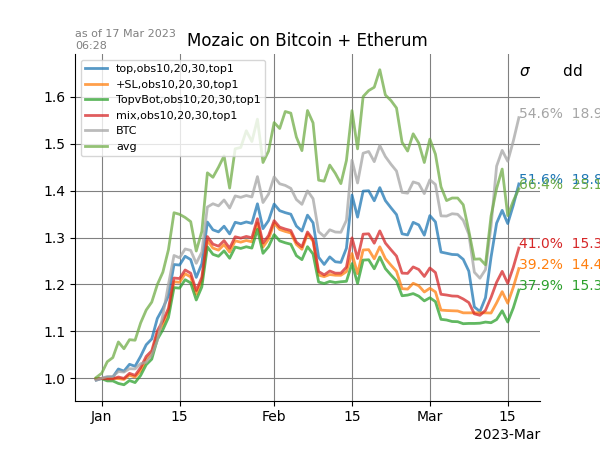 as of 17 Mar 2023
06:28
Mozaic on Bitcoin + Etherum
σ dd
top,obs10,20,30,top1
+SL,obs10,20,30,top1
TopvBot,obs10,20,30,top1
mix,obs10,20,30,top1
BTC
avg
54.6% 18.9
51.6% 18.8
66.4% 25.1
41.0% 15.3
39.2% 14.4
37.9% 15.3
1.6
1.5
1.4
1.3
1.2
1.1
1.0
Jan 15 Feb 15 Mar 15
2023-Mar